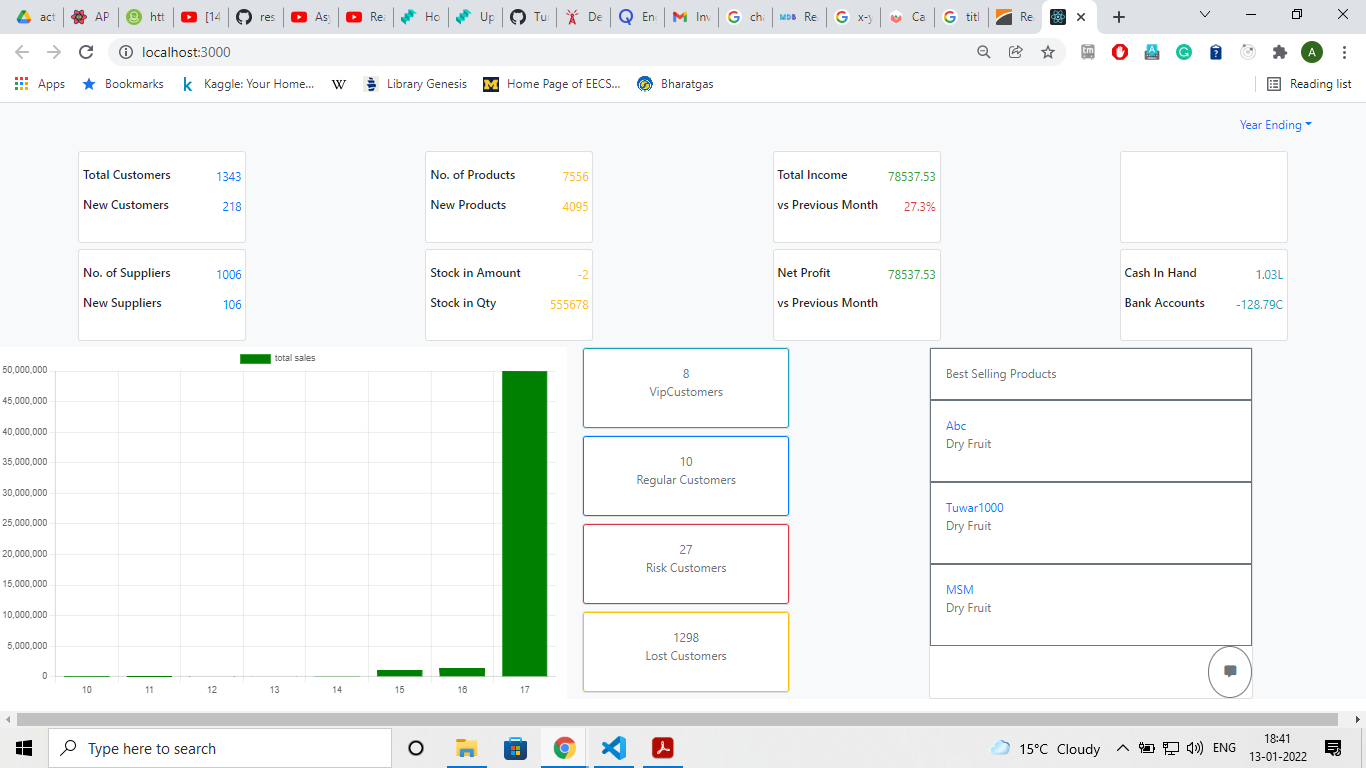 act
AP
htt
[14
res
Asy
Rea
Ho
Up
Tu
De
En
Inv
cha
Re
x-y
Ca
titl
Re
localhost:3000
A
Apps
Bookmarks
Kaggle: Your Home...
Library Genesis
Home Page of EECS...
Bharatgas
Reading list
Year Ending
Total Customers 1343
New Customers 218
No. of Products 7556
New Products 4095
Total Income 78537.53
vs Previous Month 27.3%
No. of Suppliers 1006
New Suppliers 106
Stock in Amount -2
Stock in Qty 555678
Net Profit 78537.53
vs Previous Month
Cash In Hand 1.03L
Bank Accounts -128.79C
total sales
50,000,000
45,000,000
40,000,000
35,000,000
30,000,000
25,000,000
20,000,000
15,000,000
10,000,000
5,000,000
0
10 11 12 13 14 15 16 17
8
VipCustomers
10
Regular Customers
27
Risk Customers
1298
Lost Customers
Best Selling Products
Abc
Dry Fruit
Tuwar1000
Dry Fruit
MSM
Dry Fruit
Type here to search
15°C Cloudy
ENG
18:41
13-01-2022